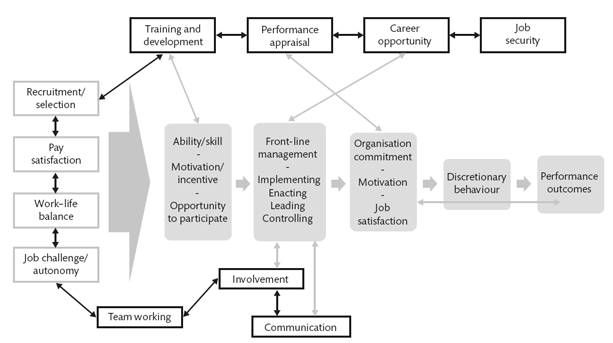 Training and
development
Performance
appraisal
Career
opportunity
Job
security
Recruitment/
selection
Pay
satisfaction
Work–life
balance
Job challenge/
autonomy
Ability/skill
-
Motivation/
incentive
-
Opportunity
to participate
Front-line
management
-
Implementing
Enacting
Leading
Controlling
Organisation
commitment
-
Motivation
-
Job
satisfaction
Discretionary
behaviour
Performance
outcomes
Involvement
Team working
Communication